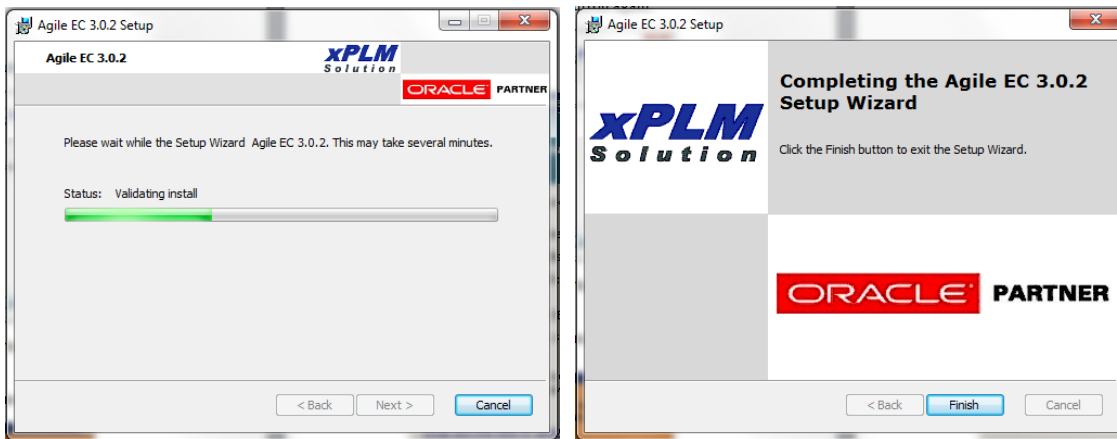 Agile EC 3.0.2 Setup
Agile EC 3.0.2
xPLM
Solution
ORACLE PARTNER
Please wait while the Setup Wizard Agile EC 3.0.2. This may take several minutes.
Status: Validating install
< Back Next > Cancel
Agile EC 3.0.2 Setup
xPLM
Solution
Completing the Agile EC 3.0.2
Setup Wizard
Click the Finish button to exit the Setup Wizard.
ORACLE PARTNER
< Back Finish Cancel